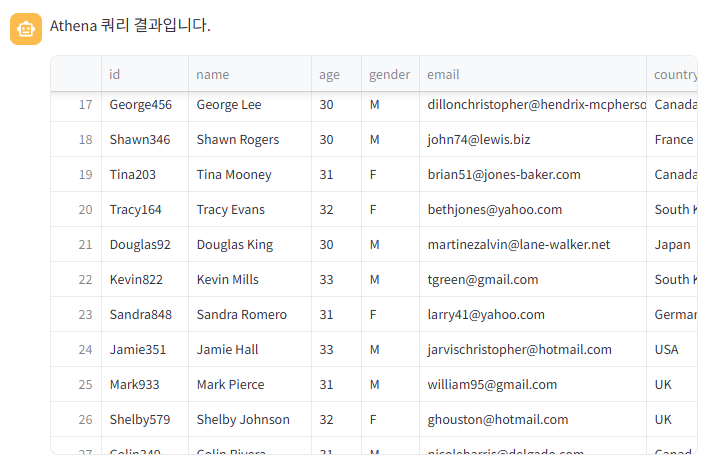 Athena 쿼리 결과입니다.
id name age gender email country
17 George456 George Lee 30 M dillonchristopher@hendrix-mcpherso Canada
18 Shawn346 Shawn Rogers 30 M john74@lewis.biz France
19 Tina203 Tina Mooney 31 F brian51@jones-baker.com Canada
20 Tracy164 Tracy Evans 32 F bethjones@yahoo.com South K
21 Douglas92 Douglas King 30 M martinezalvin@lane-walker.net Japan
22 Kevin822 Kevin Mills 33 M tgreen@gmail.com South K
23 Sandra848 Sandra Romero 31 F larry41@yahoo.com German
24 Jamie351 Jamie Hall 33 M jarvischristopher@hotmail.com USA
25 Mark933 Mark Pierce 31 M william95@gmail.com UK
26 Shelby579 Shelby Johnson 32 F ghouston@hotmail.com UK
27 Colin349 Colin Rivera 31 M nicoleharris@delgado.com Canad